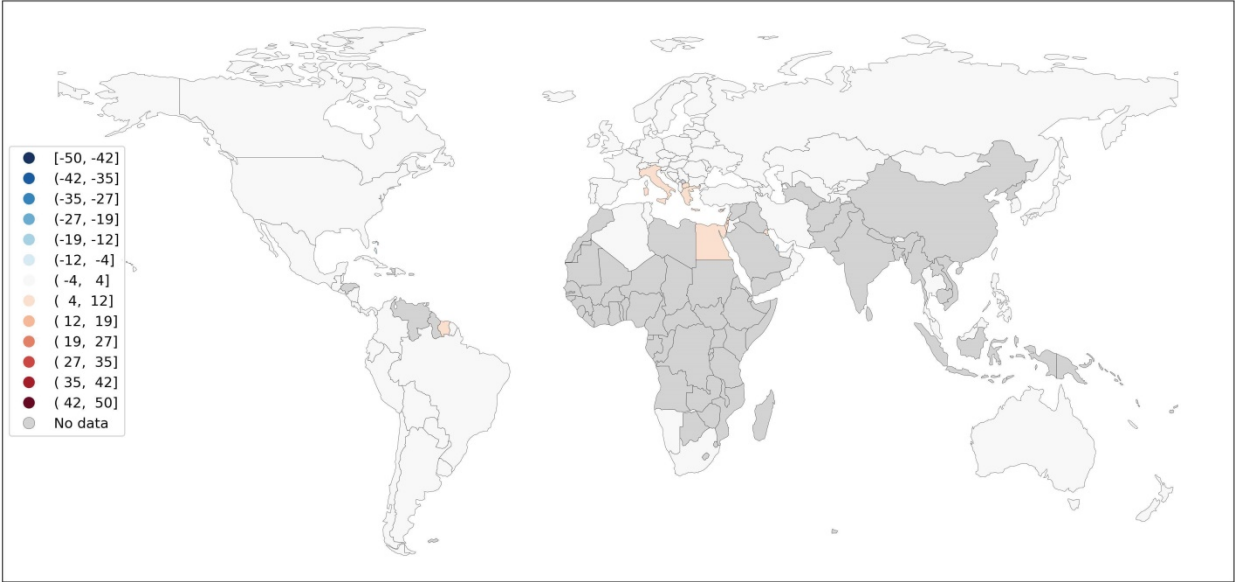 [-50, -42]
(-42, -35]
(-35, -27]
(-27, -19]
(-19, -12]
(-12, -4]
( -4, 4]
( 4, 12]
( 12, 19]
( 19, 27]
( 27, 35]
( 35, 42]
( 42, 50]
No data